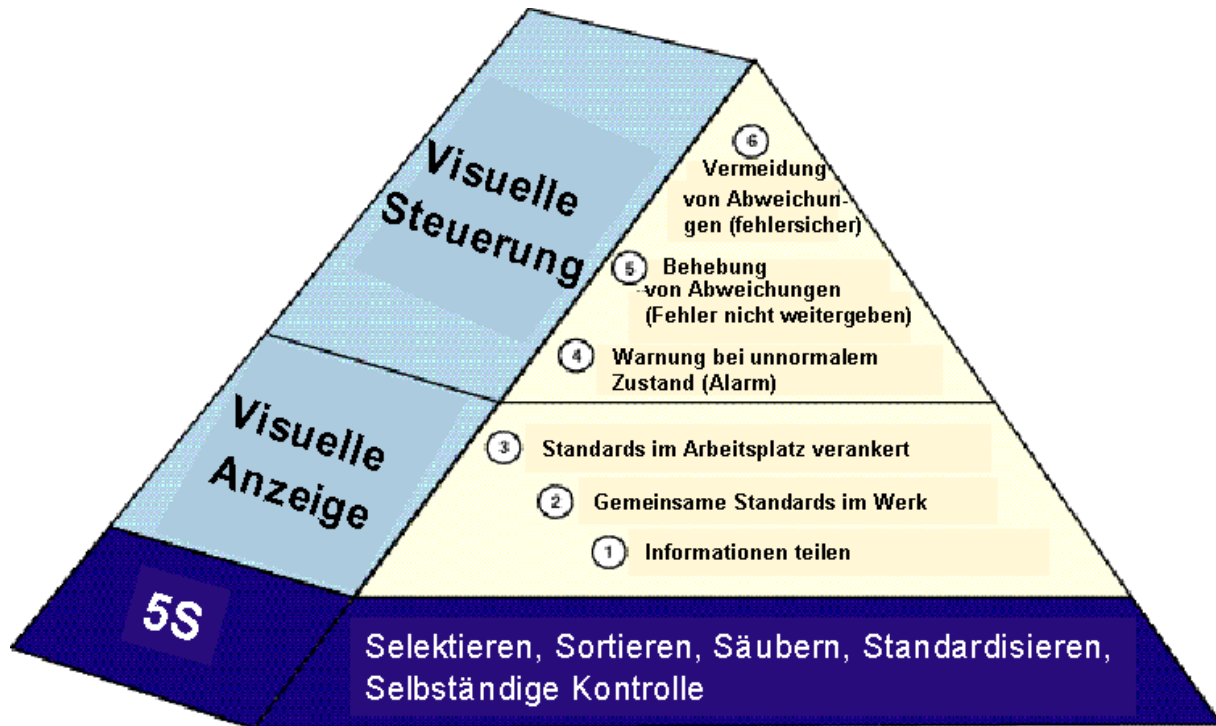 Visuelle
Steuerung
6
Vermeidung
von Abweichun-
gen (fehlersicher)
5 Behebung
von Abweichungen
(Fehler nicht weitergeben)
4 Warnung bei unnormalem
Zustand (Alarm)
Visuelle
Anzeige
3 Standards im Arbeitsplatz verankert
2 Gemeinsame Standards im Werk
1 Informationen teilen
5S
Selektieren, Sortieren, Säubern, Standardisieren,
Selbständige Kontrolle